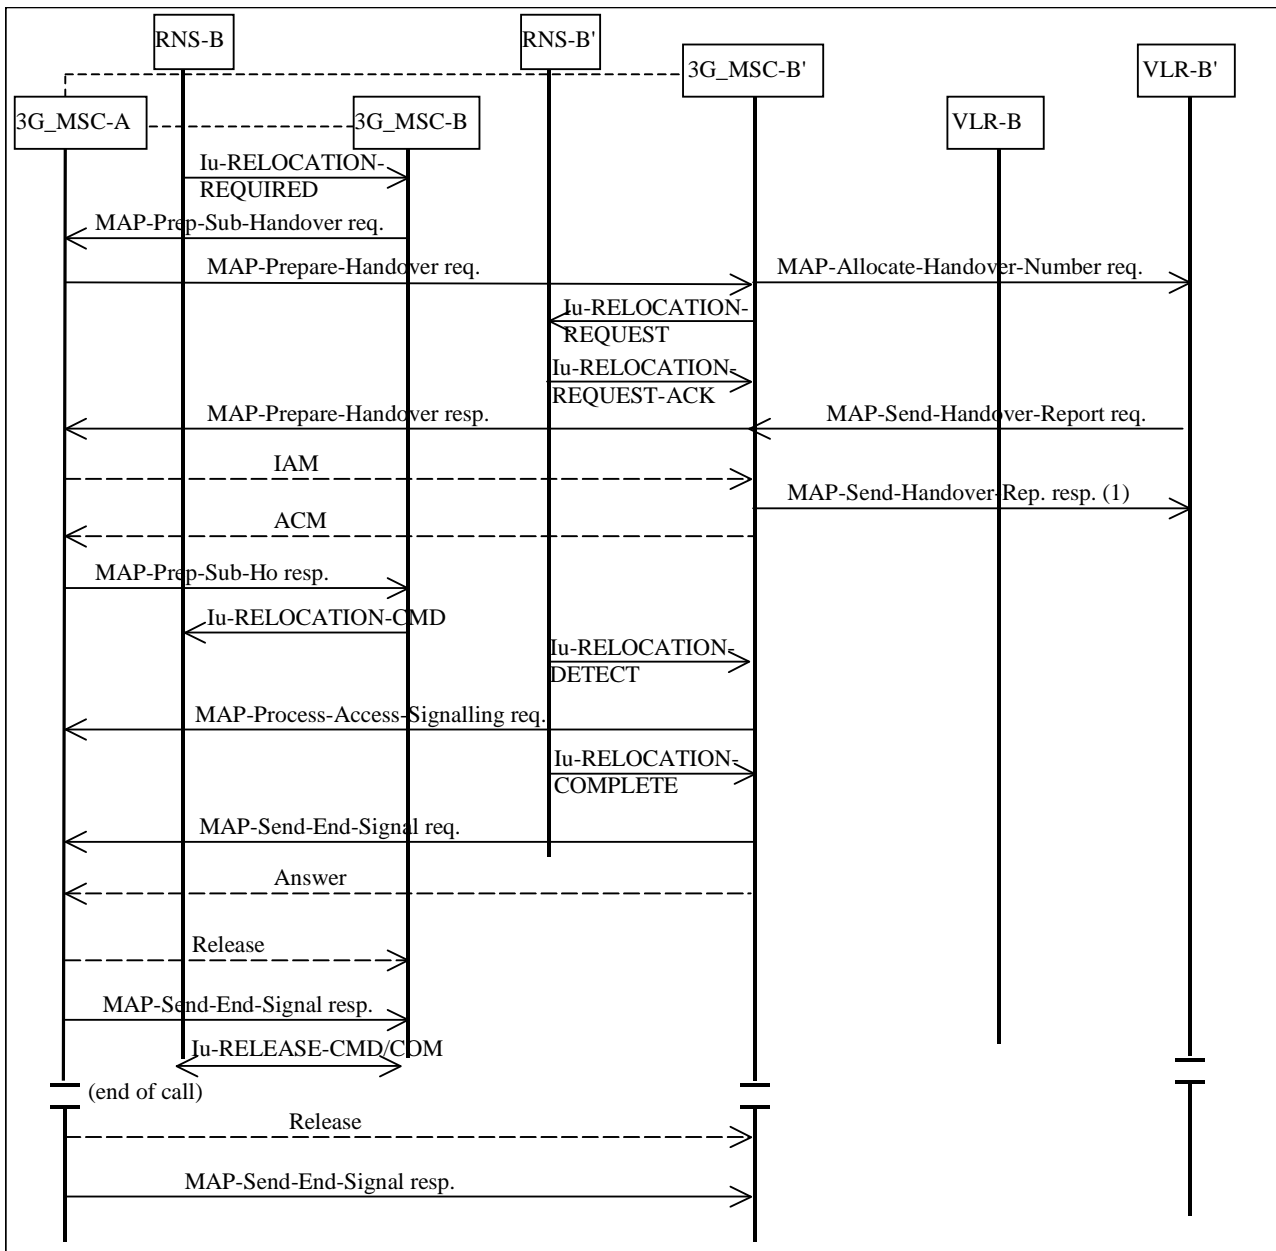 RNS-B
RNS-B'
3G_MSC-B'
VLR-B'
3G_MSC-A
3G_MSC-B
VLR-B
Iu-RELOCATION-
REQUIRED
MAP-Prep-Sub-Handover req.
MAP-Prepare-Handover req.
MAP-Allocate-Handover-Number req.
Iu-RELOCATION-
REQUEST
Iu-RELOCATION-
REQUEST-ACK
MAP-Prepare-Handover resp.
MAP-Send-Handover-Report req.
IAM
MAP-Send-Handover-Rep. resp. (1)
ACM
MAP-Prep-Sub-Ho resp.
Iu-RELOCATION-CMD
Iu-RELOCATION-
DETECT
MAP-Process-Access-Signalling req.
Iu-RELOCATION-
COMPLETE
MAP-Send-End-Signal req.
Answer
Release
MAP-Send-End-Signal resp.
Iu-RELEASE-CMD/COM
(end of call)
Release
MAP-Send-End-Signal resp.